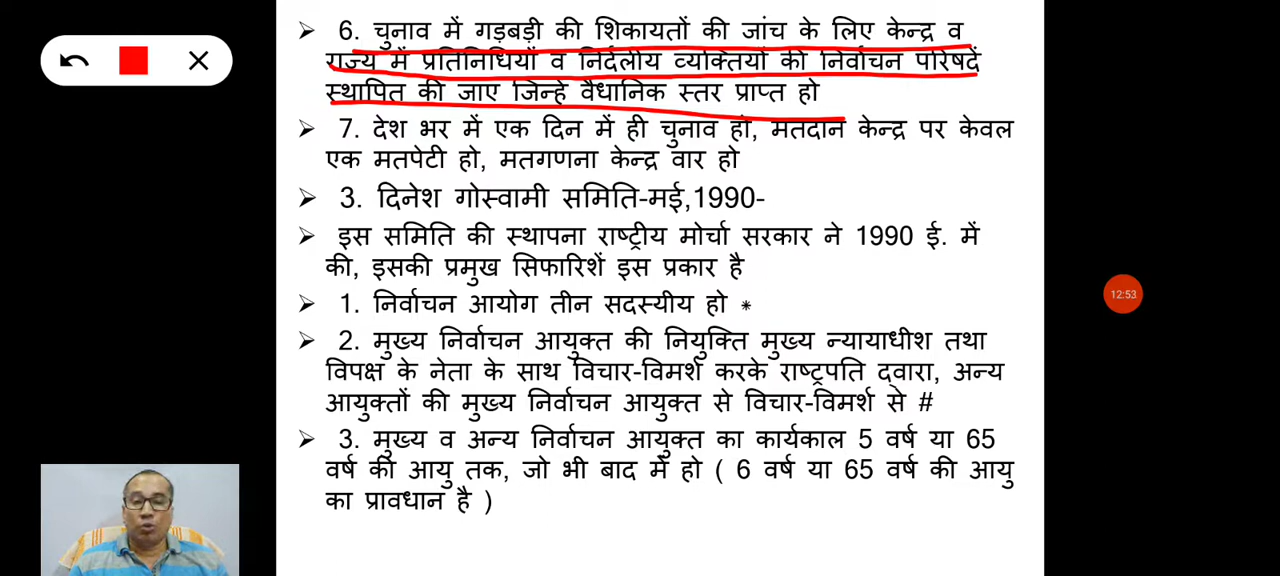 ➢ 6. चुनाव में गड़बड़ी की शिकायतों की जांच के लिए केन्द्र व
राज्य में प्रतिनिधियों व निर्दलीय व्यक्तियों की निर्वाचन परिषदें
स्थापित की जाए जिन्हे वैधानिक स्तर प्राप्त हो
➢ 7. देश भर में एक दिन में ही चुनाव हो, मतदान केन्द्र पर केवल
एक मतपेटी हो, मतगणना केन्द्र वार हो
➢ 3. दिनेश गोस्वामी समिति-मई,1990-
➢ इस समिति की स्थापना राष्ट्रीय मोर्चा सरकार ने 1990 ई. में
की, इसकी प्रमुख सिफारिशें इस प्रकार है
➢ 1. निर्वाचन आयोग तीन सदस्यीय हो *
➢ 2. मुख्य निर्वाचन आयुक्त की नियुक्ति मुख्य न्यायाधीश तथा
विपक्ष के नेता के साथ विचार-विमर्श करके राष्ट्रपति द्वारा, अन्य
आयुक्तों की मुख्य निर्वाचन आयुक्त से विचार-विमर्श से #
➢ 3. मुख्य व अन्य निर्वाचन आयुक्त का कार्यकाल 5 वर्ष या 65
वर्ष की आयु तक, जो भी बाद में हो ( 6 वर्ष या 65 वर्ष की आयु
का प्रावधान है )
12:53